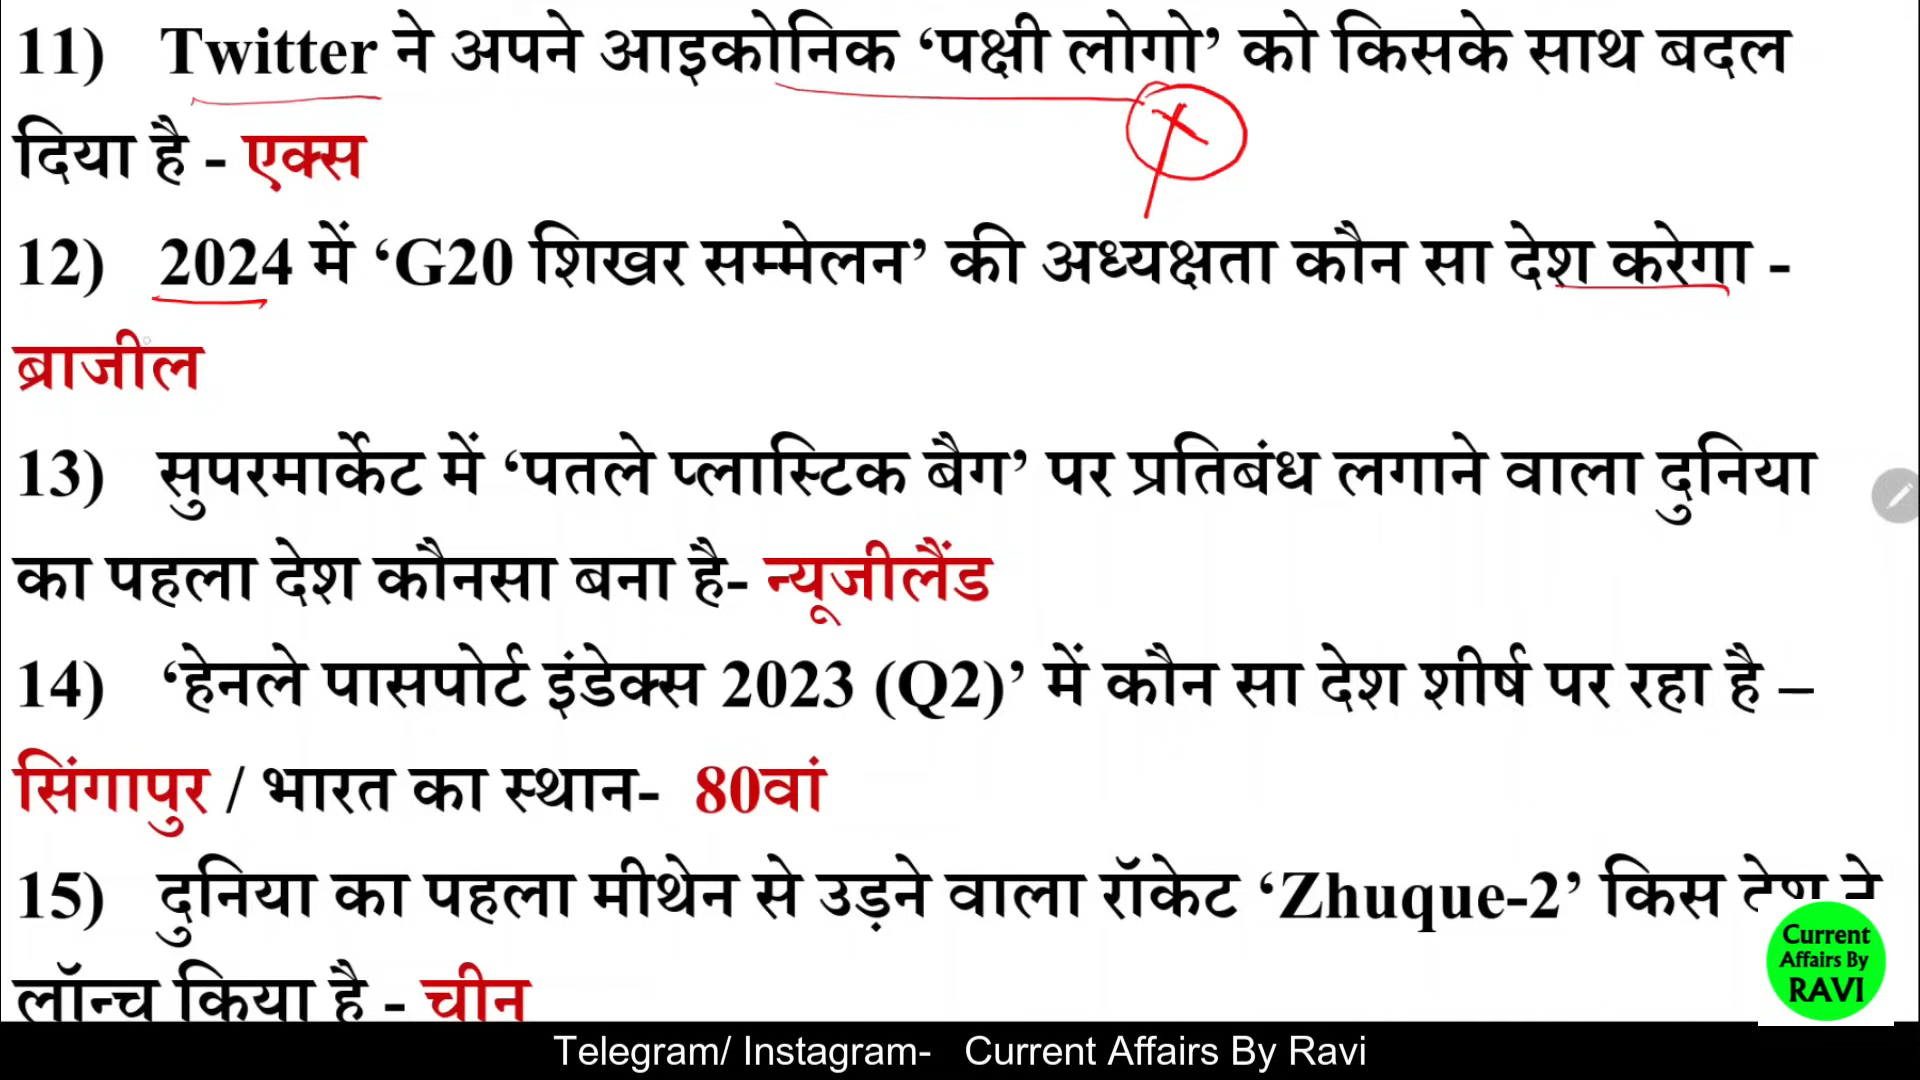 11) Twitter ने अपने आइकोनिक ‘पक्षी लोगो’ को किसके साथ बदल
दिया है - एक्स
12) 2024 में ‘G20 शिखर सम्मेलन’ की अध्यक्षता कौन सा देश करेगा -
ब्राजील
13) सुपरमार्केट में ‘पतले प्लास्टिक बैग’ पर प्रतिबंध लगाने वाला दुनिया
का पहला देश कौनसा बना है- न्यूजीलैंड
14) ‘हेनले पासपोर्ट इंडेक्स 2023 (Q2)’ में कौन सा देश शीर्ष पर रहा है –
सिंगापुर / भारत का स्थान- 80वां
15) दुनिया का पहला मीथेन से उड़ने वाला रॉकेट ‘Zhuque-2’ किस देश ने
लॉन्च किया है - चीन
Current
Affairs By
RAVI
Telegram/ Instagram- Current Affairs By Ravi